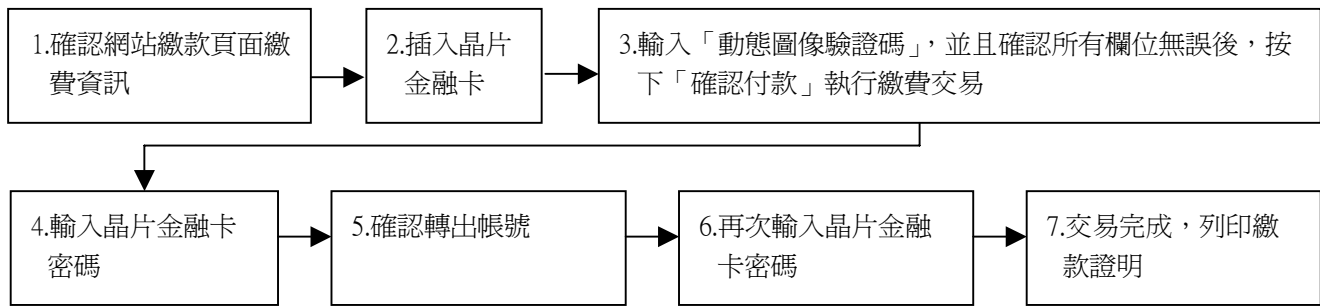 1.確認網站繳款頁面繳
費資訊
2.插入晶片
金融卡
3.輸入「動態圖像驗證碼」，並且確認所有欄位無誤後，按
下「確認付款」執行繳費交易
4.輸入晶片金融卡
密碼
5.確認轉出帳號
6.再次輸入晶片金融
卡密碼
7.交易完成，列印繳
款證明